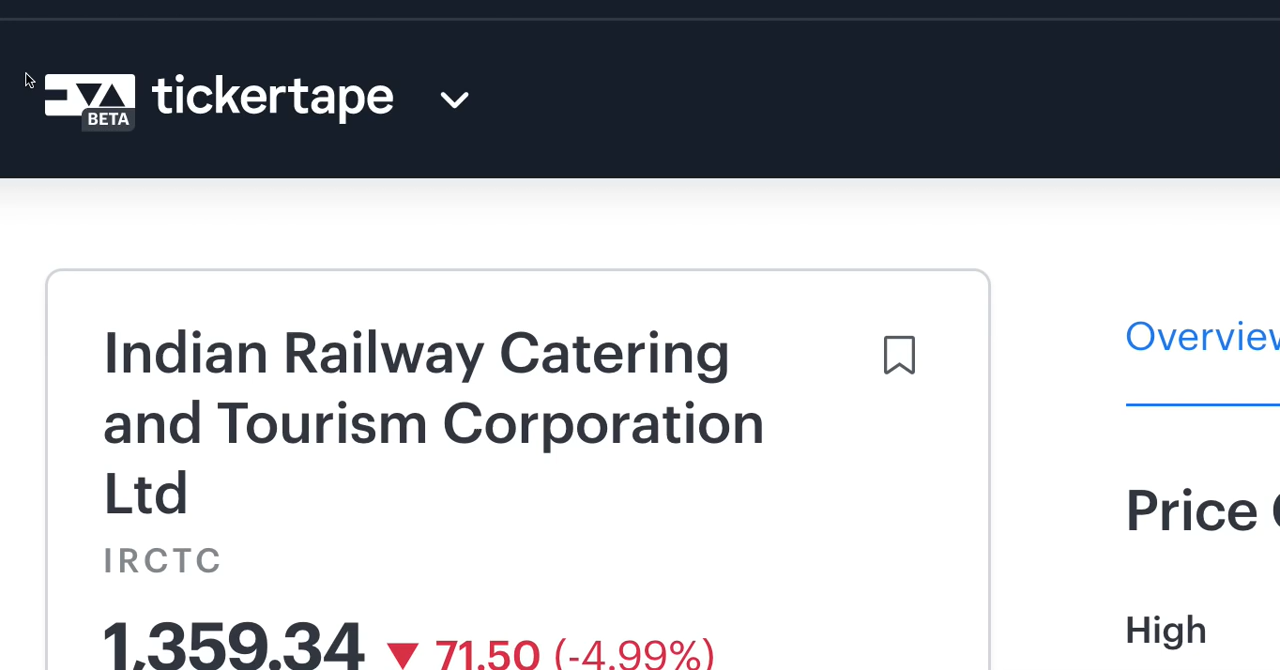 BETA
tickertape
Indian Railway Catering
and Tourism Corporation
Ltd
IRCTC
1,359.34 ▼ 71.50 (-4.99%)
Overview
Price
High